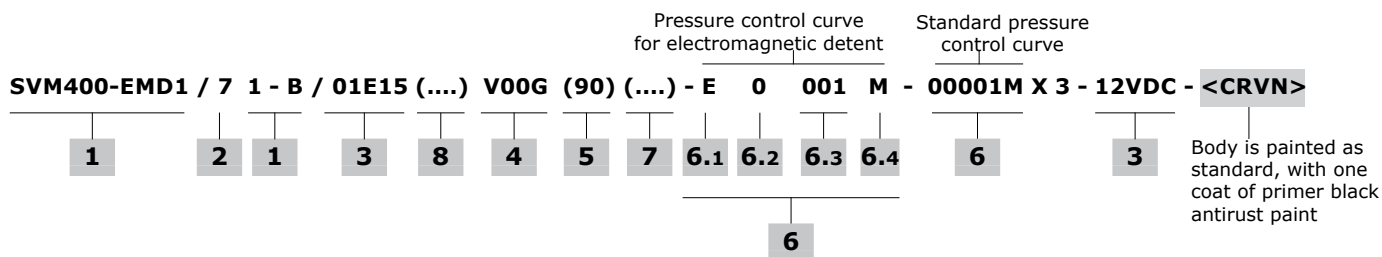 Pressure control curve
for electromagnetic detent
Standard pressure
control curve
SVM400-EMD1 / 7 1 - B / 01E15 (....) V00G (90) (....) - E 0 001 M - 00001M X 3 - 12VDC - <CRVN>
1 2 1 3 8 4 5 7 6.1 6.2 6.3 6.4 6 3
Body is painted as
standard, with one
coat of primer black
antirust paint
6